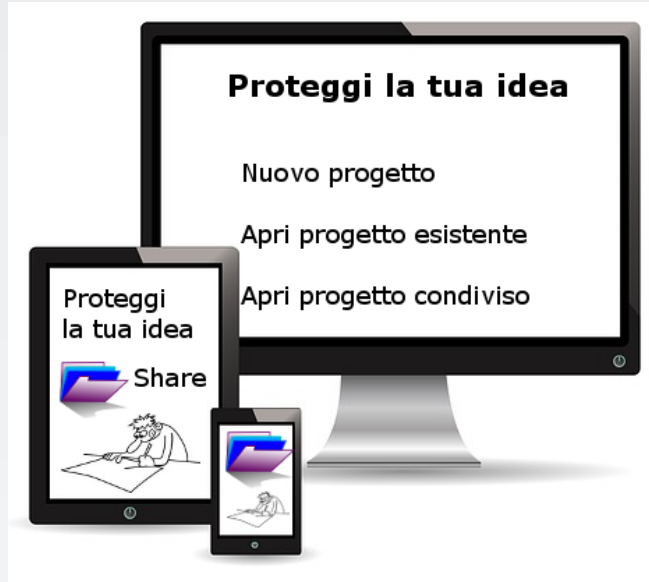 Proteggi la tua idea
Nuovo progetto
Apri progetto esistente
Apri progetto condiviso
Proteggi
la tua idea
Share